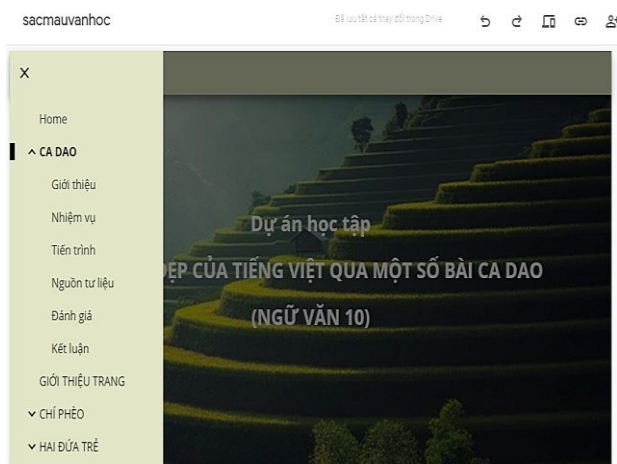 sacmauvanhoc
Đã lưu tất cả thay đổi trong Drive
X
Home
CA DAO
Giới thiệu
Nhiệm vụ
Tiến trình
Nguồn tư liệu
Đánh giá
Kết luận
GIỚI THIỆU TRANG
CHÍ PHÈO
HAI ĐỨA TRẺ
Dự án học tập
ĐẸP CỦA TIẾNG VIỆT QUA MỘT SỐ BÀI CA DAO
(NGỮ VĂN 10)